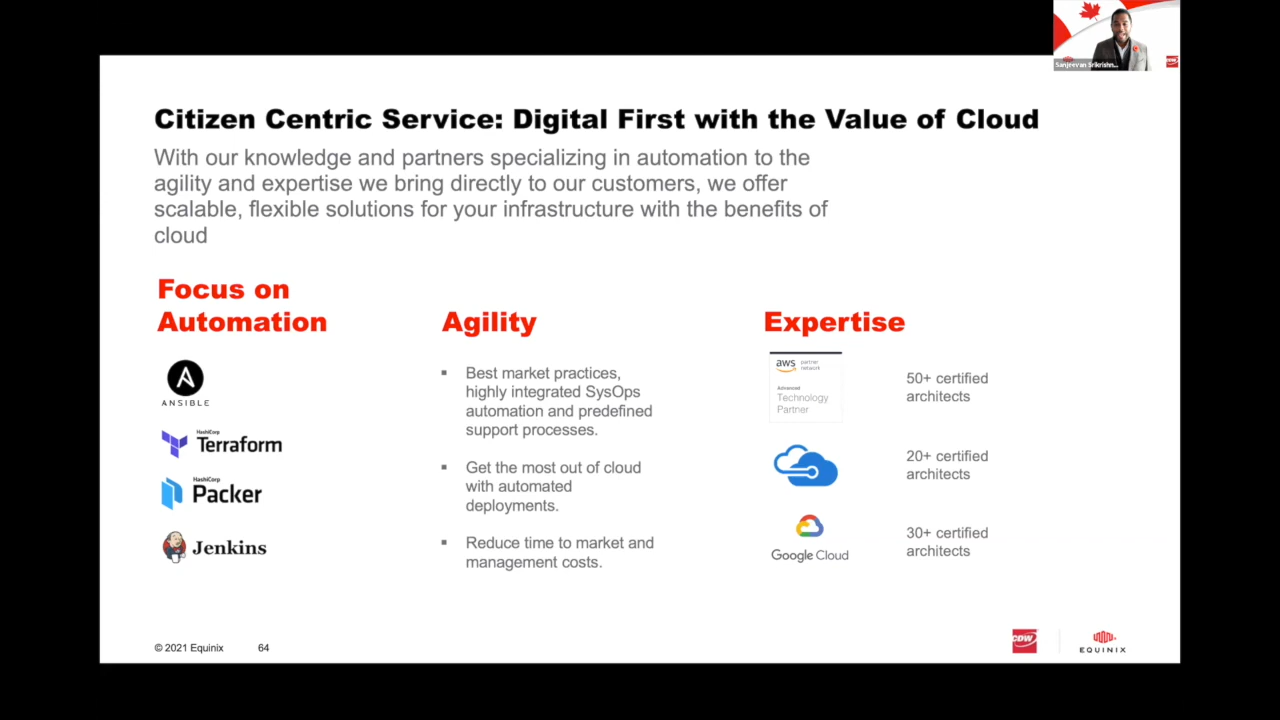 Sanjeevan Srikrishn...
Citizen Centric Service: Digital First with the Value of Cloud
With our knowledge and partners specializing in automation to the
agility and expertise we bring directly to our customers, we offer
scalable, flexible solutions for your infrastructure with the benefits of
cloud
Focus on
Automation
ANSIBLE
HashiCorp
Terraform
HashiCorp
Packer
Jenkins
Agility
▪ Best market practices,
highly integrated SysOps
automation and predefined
support processes.
▪ Get the most out of cloud
with automated
deployments.
▪ Reduce time to market and
management costs.
Expertise
aws partner
network
Advanced
Technology
Partner
50+ certified
architects
20+ certified
architects
Google Cloud
30+ certified
architects
© 2021 Equinix 64
CDW
EQUINIX